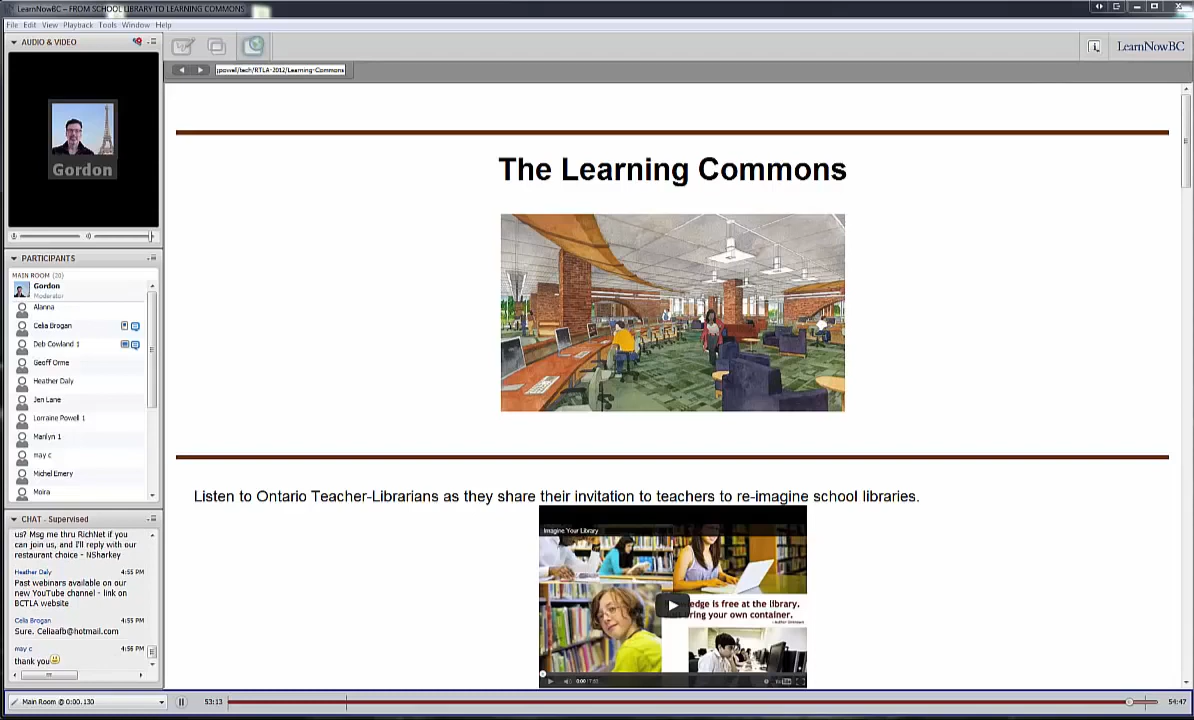 LearnNowBC – FROM SCHOOL LIBRARY TO LEARNING COMMONS
File Edit View Playback Tools Window Help
AUDIO & VIDEO
LearnNowBC
jpowell/tech/RTLA-2012/Learning-Commons
Gordon
The Learning Commons
PARTICIPANTS
MAIN ROOM (20)
Gordon
Moderator
Alanna
Celia Brogan
Deb Cowland 1
Geoff Orme
Heather Daly
Jen Lane
Lorraine Powell 1
Marilyn 1
may c
Michel Emery
Moira
Listen to Ontario Teacher-Librarians as they share their invitation to teachers to re-imagine school libraries.
Imagine Your Library
edge is free at the library.
ring your own container.
CHAT - Supervised
us? Msg me thru RichNet if you
can join us, and I'll reply with our
restaurant choice - NSharkey
Heather Daly 4:55 PM
Past webinars available on our
new YouTube channel - link on
BCTLA website
Celia Brogan 4:55 PM
Sure. Celiaafb@hotmail.com
may c 4:56 PM
thank you
Main Room @ 0:00.130
53:13
54:47